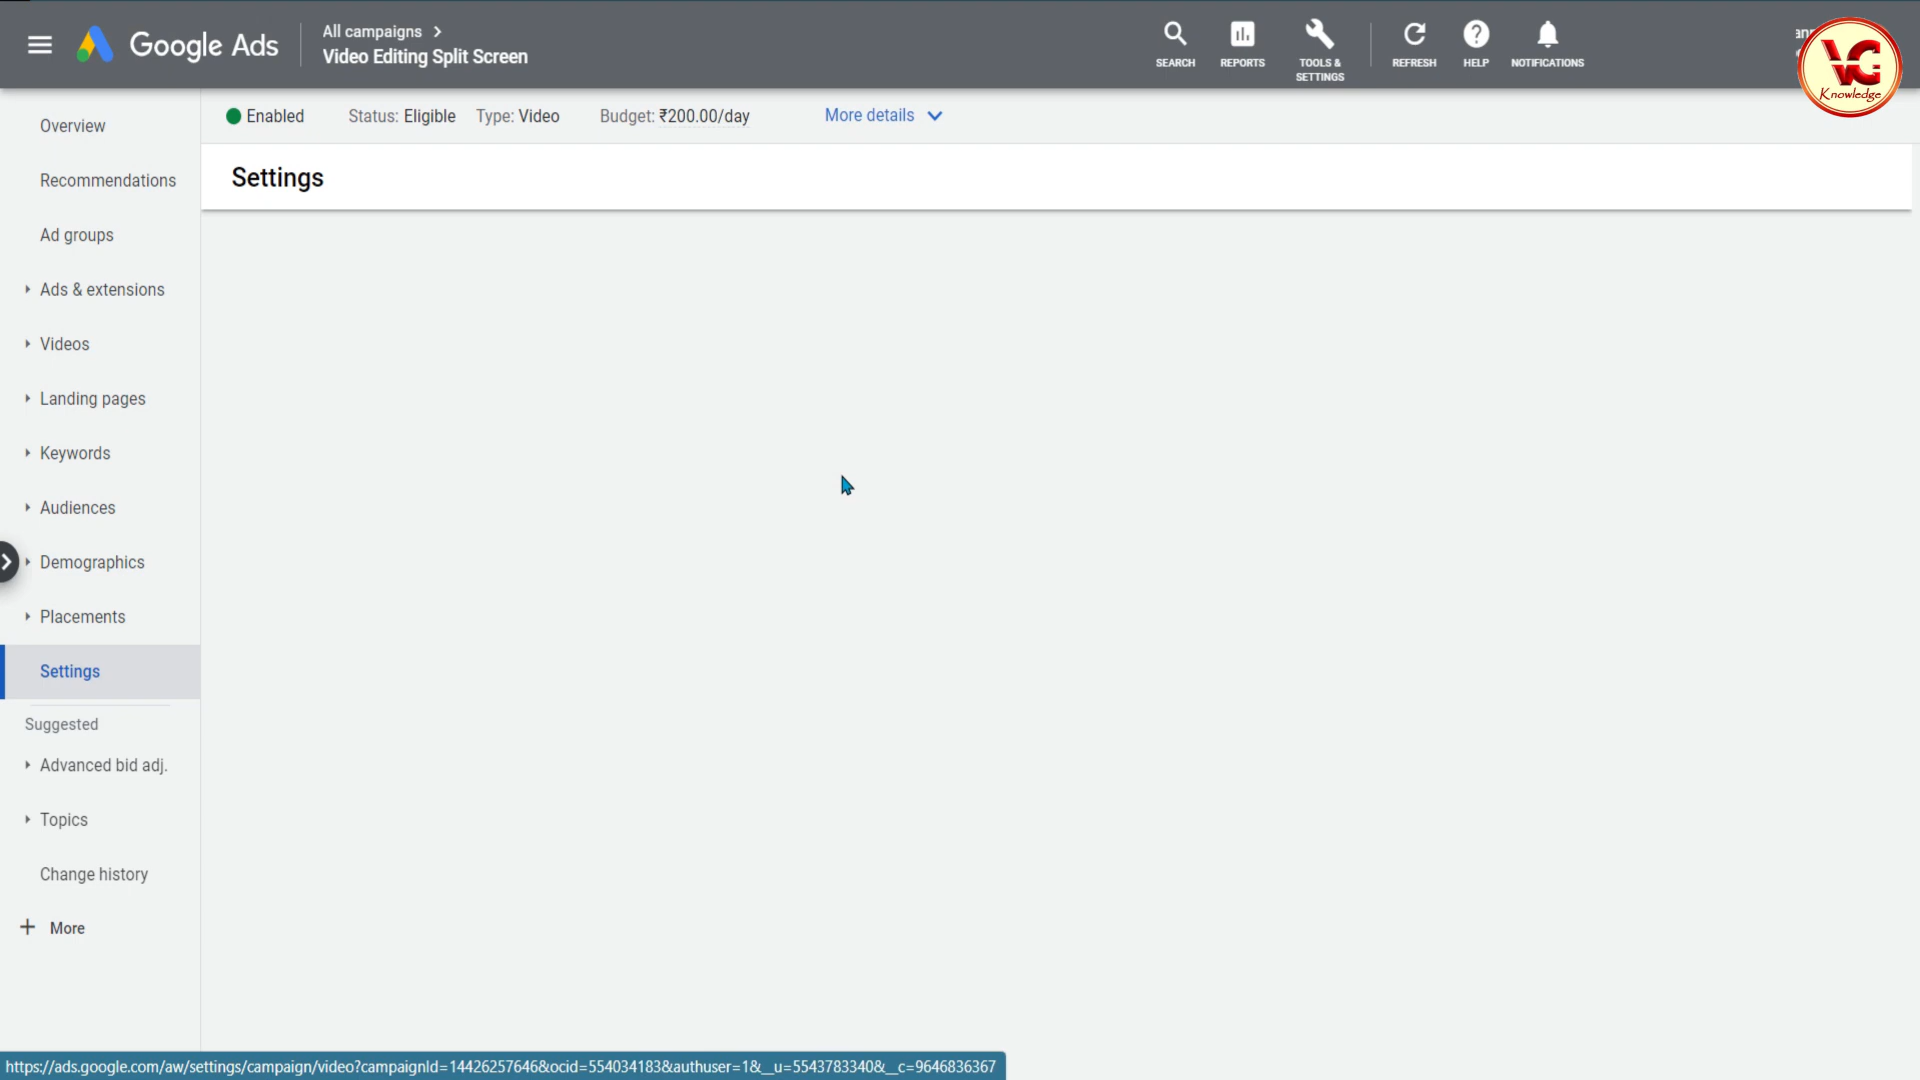 Google Ads
All campaigns
Video Editing Split Screen
SEARCH
REPORTS
TOOLS &
SETTINGS
REFRESH
HELP
NOTIFICATIONS
VG
Knowledge
Enabled
Status: Eligible
Type: Video
Budget: ₹200.00/day
More details
Settings
Overview
Recommendations
Ad groups
Ads & extensions
Videos
Landing pages
Keywords
Audiences
Demographics
Placements
Settings
Suggested
Advanced bid adj.
Topics
Change history
More
https://ads.google.com/aw/settings/campaign/video?campaignId=14426257646&ocid=554034183&authuser=1&__u=5543783340&__c=9646836367